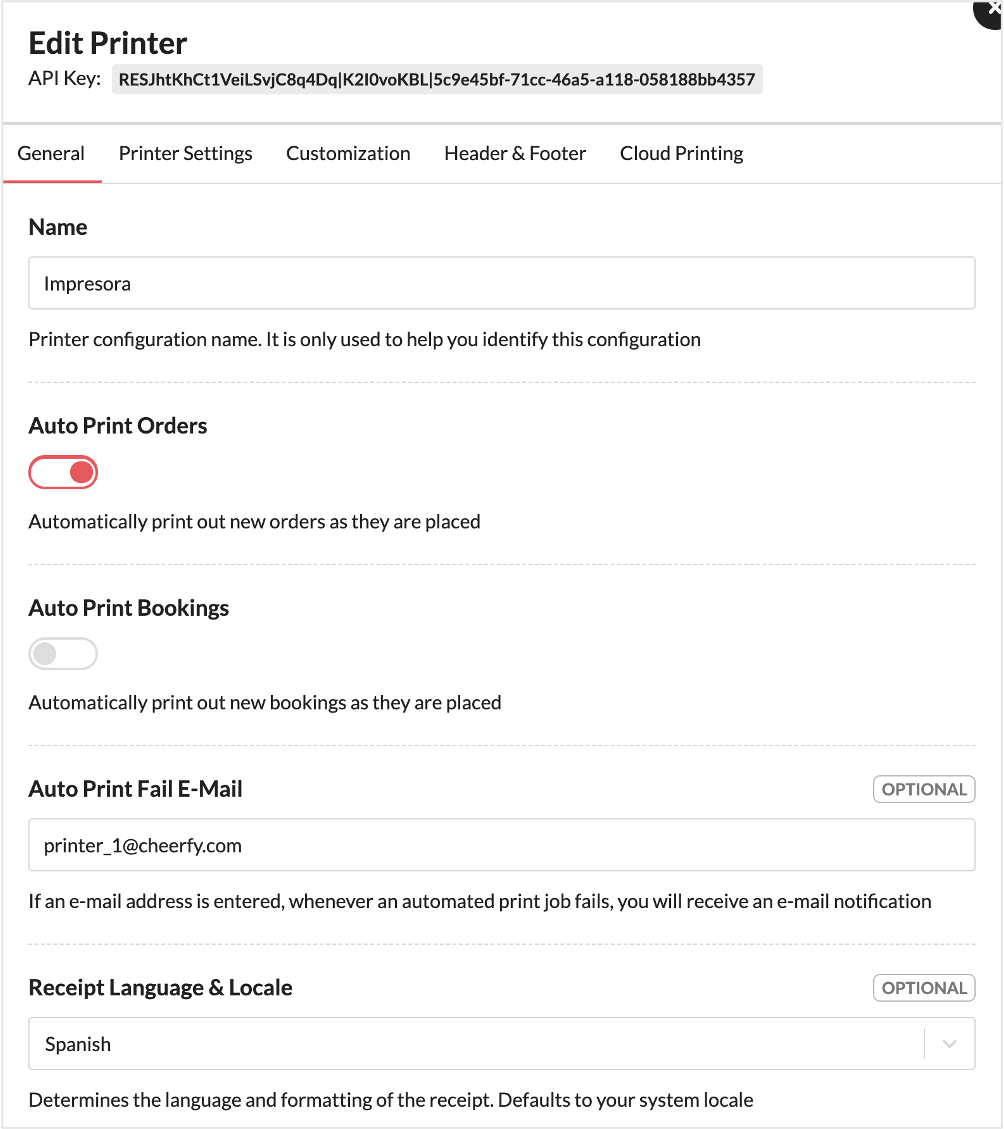 Edit Printer
API Key: RESJhtKhCt1VeiLSvjC8q4Dq|K2I0voKBL|5c9e45bf-71cc-46a5-a118-058188bb4357
General Printer Settings Customization Header & Footer Cloud Printing
Name
Impresora
Printer configuration name. It is only used to help you identify this configuration
Auto Print Orders
Automatically print out new orders as they are placed
Auto Print Bookings
Automatically print out new bookings as they are placed
Auto Print Fail E-Mail OPTIONAL
printer_1@cheerfy.com
If an e-mail address is entered, whenever an automated print job fails, you will receive an e-mail notification
Receipt Language & Locale OPTIONAL
Spanish
Determines the language and formatting of the receipt. Defaults to your system locale